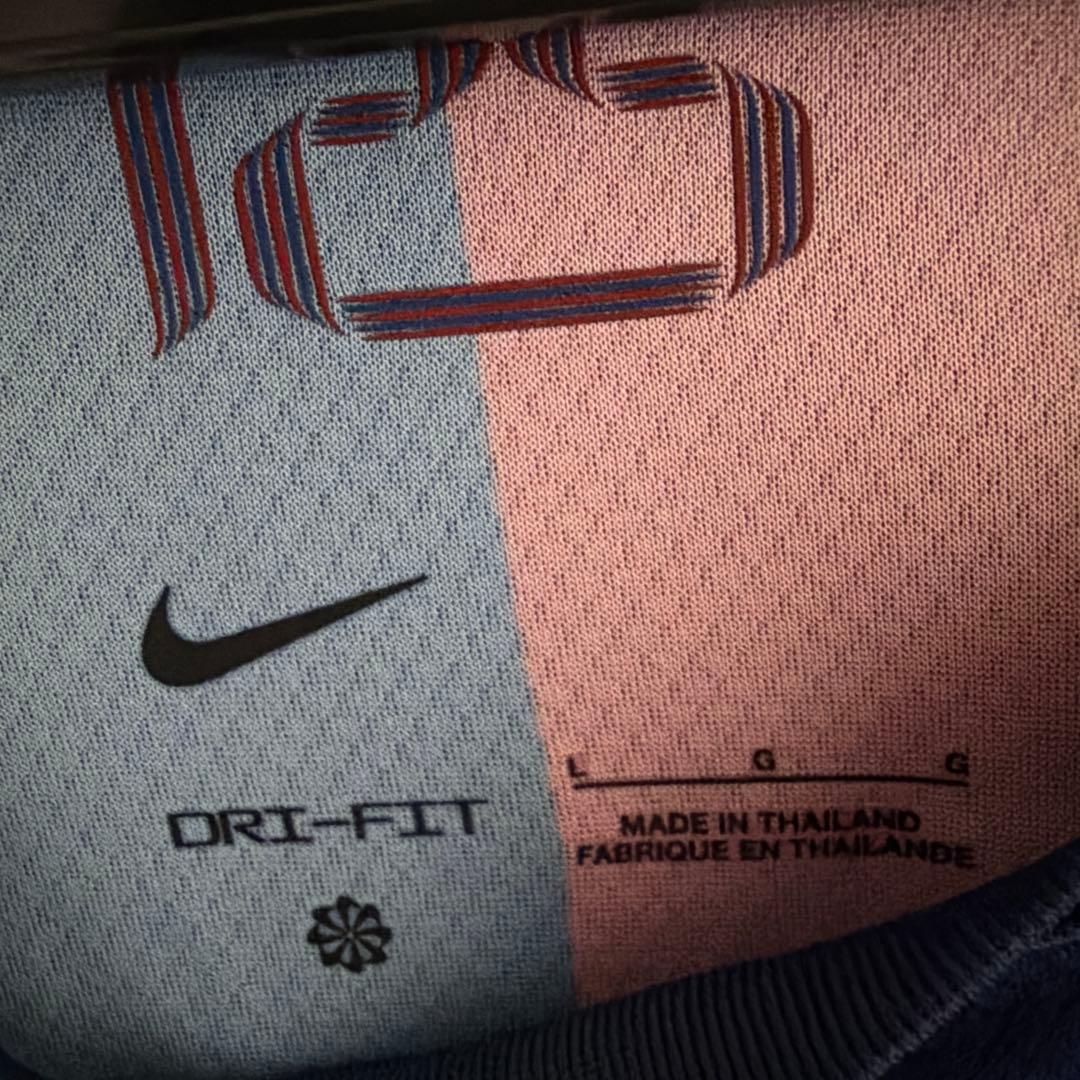 DRI-FIT
L G G
MADE IN THAILAND
FABRIQUE EN THAILANDE